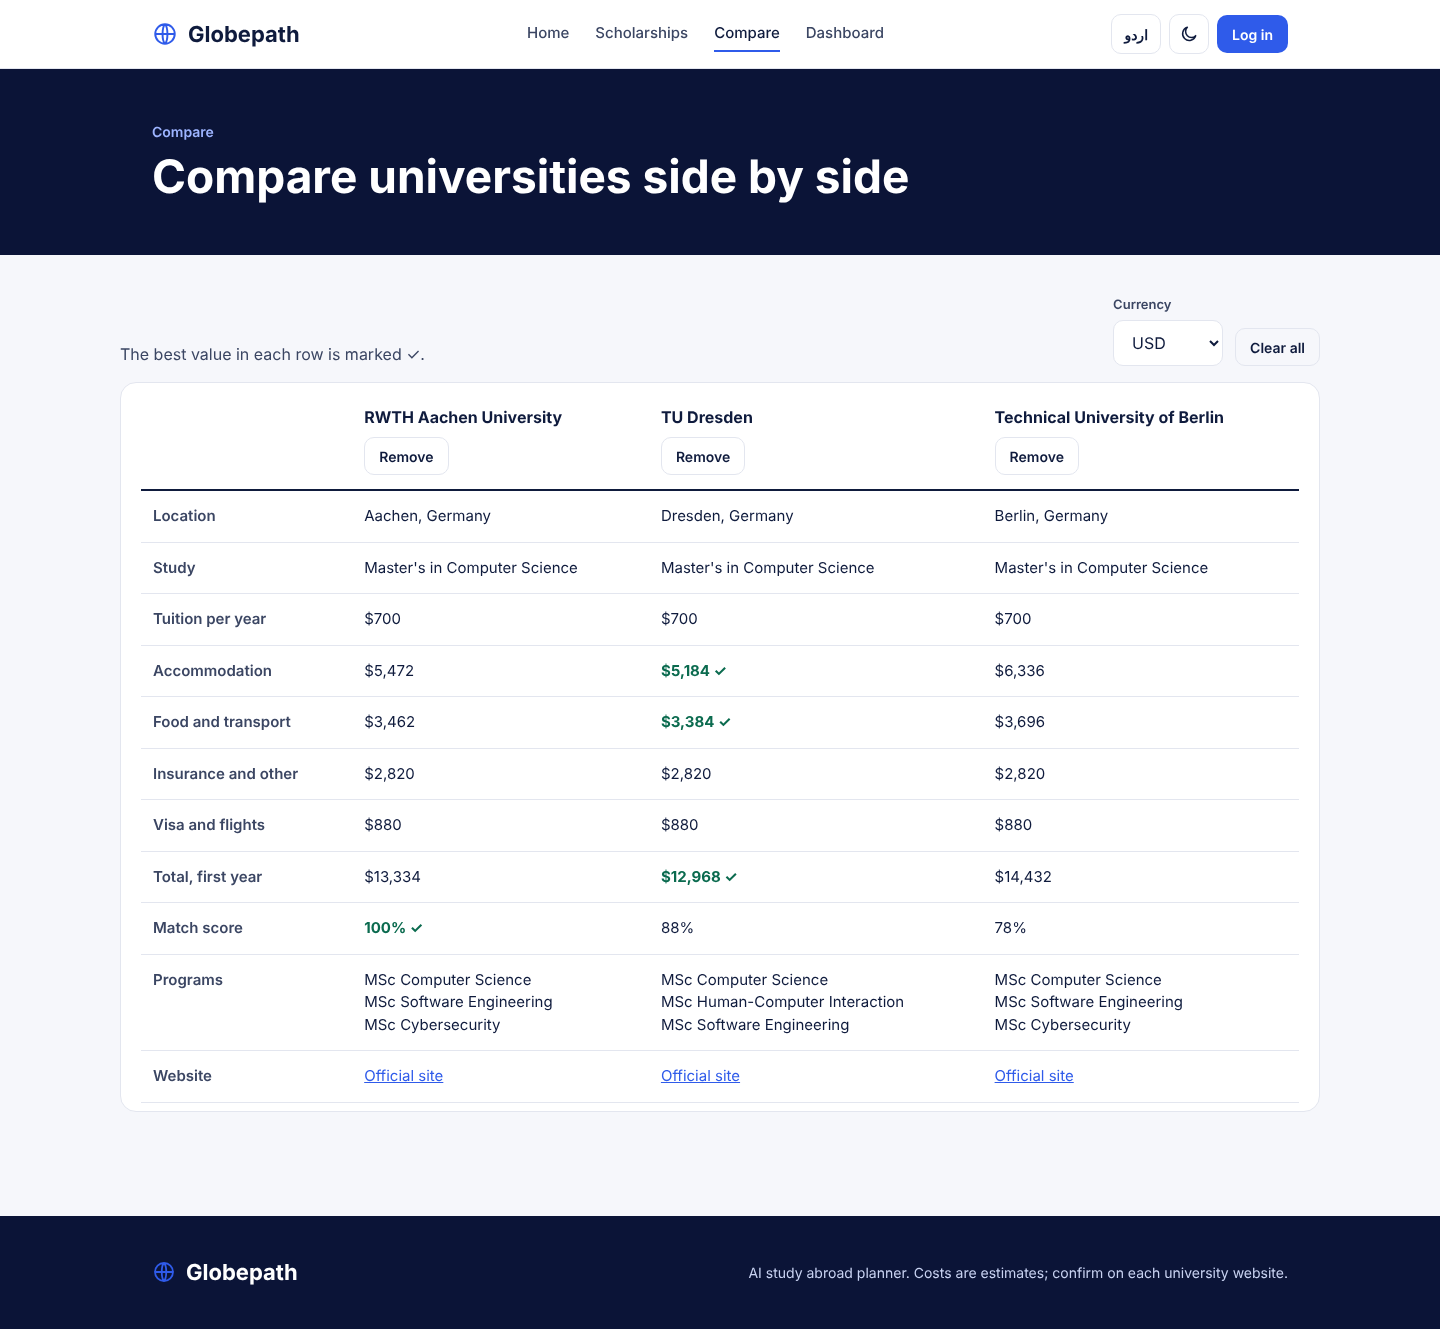 Globepath
Home Scholarships Compare Dashboard
اردو
Log in
Compare
Compare universities side by side
Currency
USD
Clear all
The best value in each row is marked ✓.
RWTH Aachen University TU Dresden Technical University of Berlin
Remove Remove Remove
Location Aachen, Germany Dresden, Germany Berlin, Germany
Study Master's in Computer Science Master's in Computer Science Master's in Computer Science
Tuition per year $700 $700 $700
Accommodation $5,472 $5,184 ✓ $6,336
Food and transport $3,462 $3,384 ✓ $3,696
Insurance and other $2,820 $2,820 $2,820
Visa and flights $880 $880 $880
Total, first year $13,334 $12,968 ✓ $14,432
Match score 100% ✓ 88% 78%
Programs MSc Computer Science MSc Computer Science MSc Computer Science
MSc Software Engineering MSc Human-Computer Interaction MSc Software Engineering
MSc Cybersecurity MSc Software Engineering MSc Cybersecurity
Website Official site Official site Official site
Globepath
AI study abroad planner. Costs are estimates; confirm on each university website.